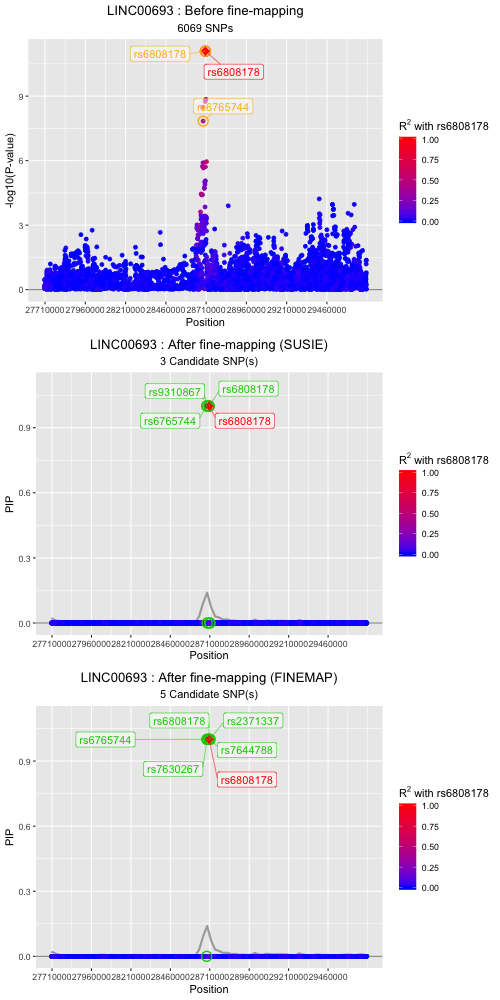 LINC00693 : Before fine-mapping
6069 SNPs
rs6808178
rs6808178
rs6765744
9
6
3
0
-log10(P-value)
27710000 27960000 28210000 28460000 28710000 28960000 29210000 29460000
Position
R² with rs6808178
1.00
0.75
0.50
0.25
0.00
LINC00693 : After fine-mapping (SUSIE)
3 Candidate SNP(s)
rs9310867
rs6808178
rs6765744
rs6808178
0.9
0.6
0.3
0.0
PIP
27710000 27960000 28210000 28460000 28710000 28960000 29210000 29460000
Position
R² with rs6808178
1.00
0.75
0.50
0.25
0.00
LINC00693 : After fine-mapping (FINEMAP)
5 Candidate SNP(s)
rs6808178
rs2371337
rs6765744
rs7644788
rs7630267
rs6808178
0.9
0.6
0.3
0.0
PIP
27710000 27960000 28210000 28460000 28710000 28960000 29210000 29460000
Position
R² with rs6808178
1.00
0.75
0.50
0.25
0.00